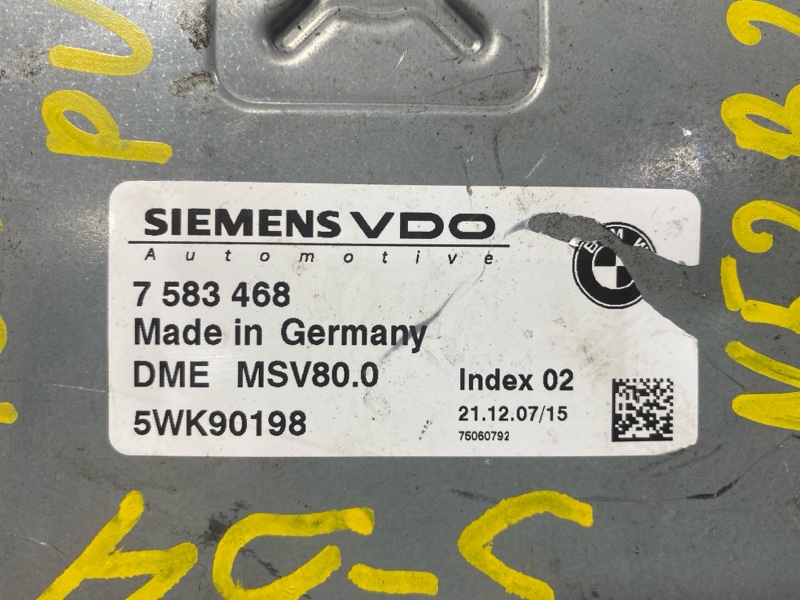 SIEMENS VDO
Automotive
BMW
7 583 468
Made in Germany
DME MSV80.0
Index 02
5WK90198
21.12.07/15
75060792